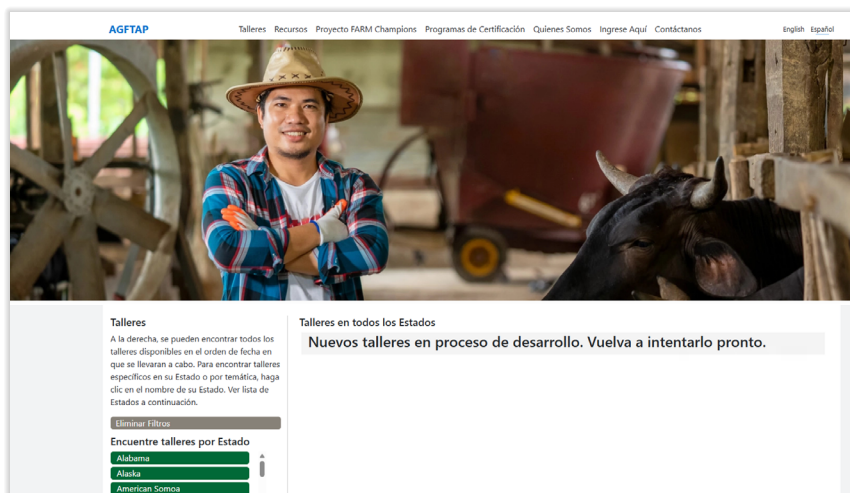 AGFTAP
Talleres Recursos Proyecto FARM Champions Programas de Certificación Quienes Somos Ingrese Aquí Contáctanos
English Español
Talleres
A la derecha, se pueden encontrar todos los
talleres disponibles en el orden de fecha en
que se llevaran a cabo. Para encontrar talleres
específicos en su Estado o por temática, haga
clic en el nombre de su Estado. Ver lista de
Estados a continuación.
Eliminar Filtros
Encuentre talleres por Estado
Alabama
Alaska
American Somoa
Talleres en todos los Estados
Nuevos talleres en proceso de desarrollo. Vuelva a intentarlo pronto.